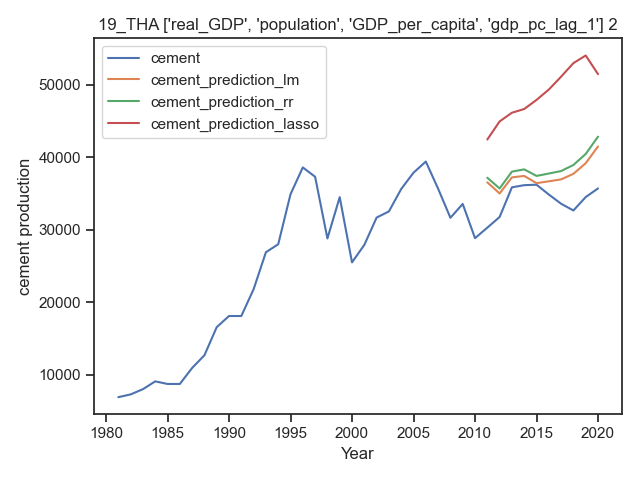 19_THA ['real_GDP', 'population', 'GDP_per_capita', 'gdp_pc_lag_1'] 2
cement
cement_prediction_lm
cement_prediction_rr
cement_prediction_lasso
cement production
50000
40000
30000
20000
10000
1980 1985 1990 1995 2000 2005 2010 2015 2020
Year